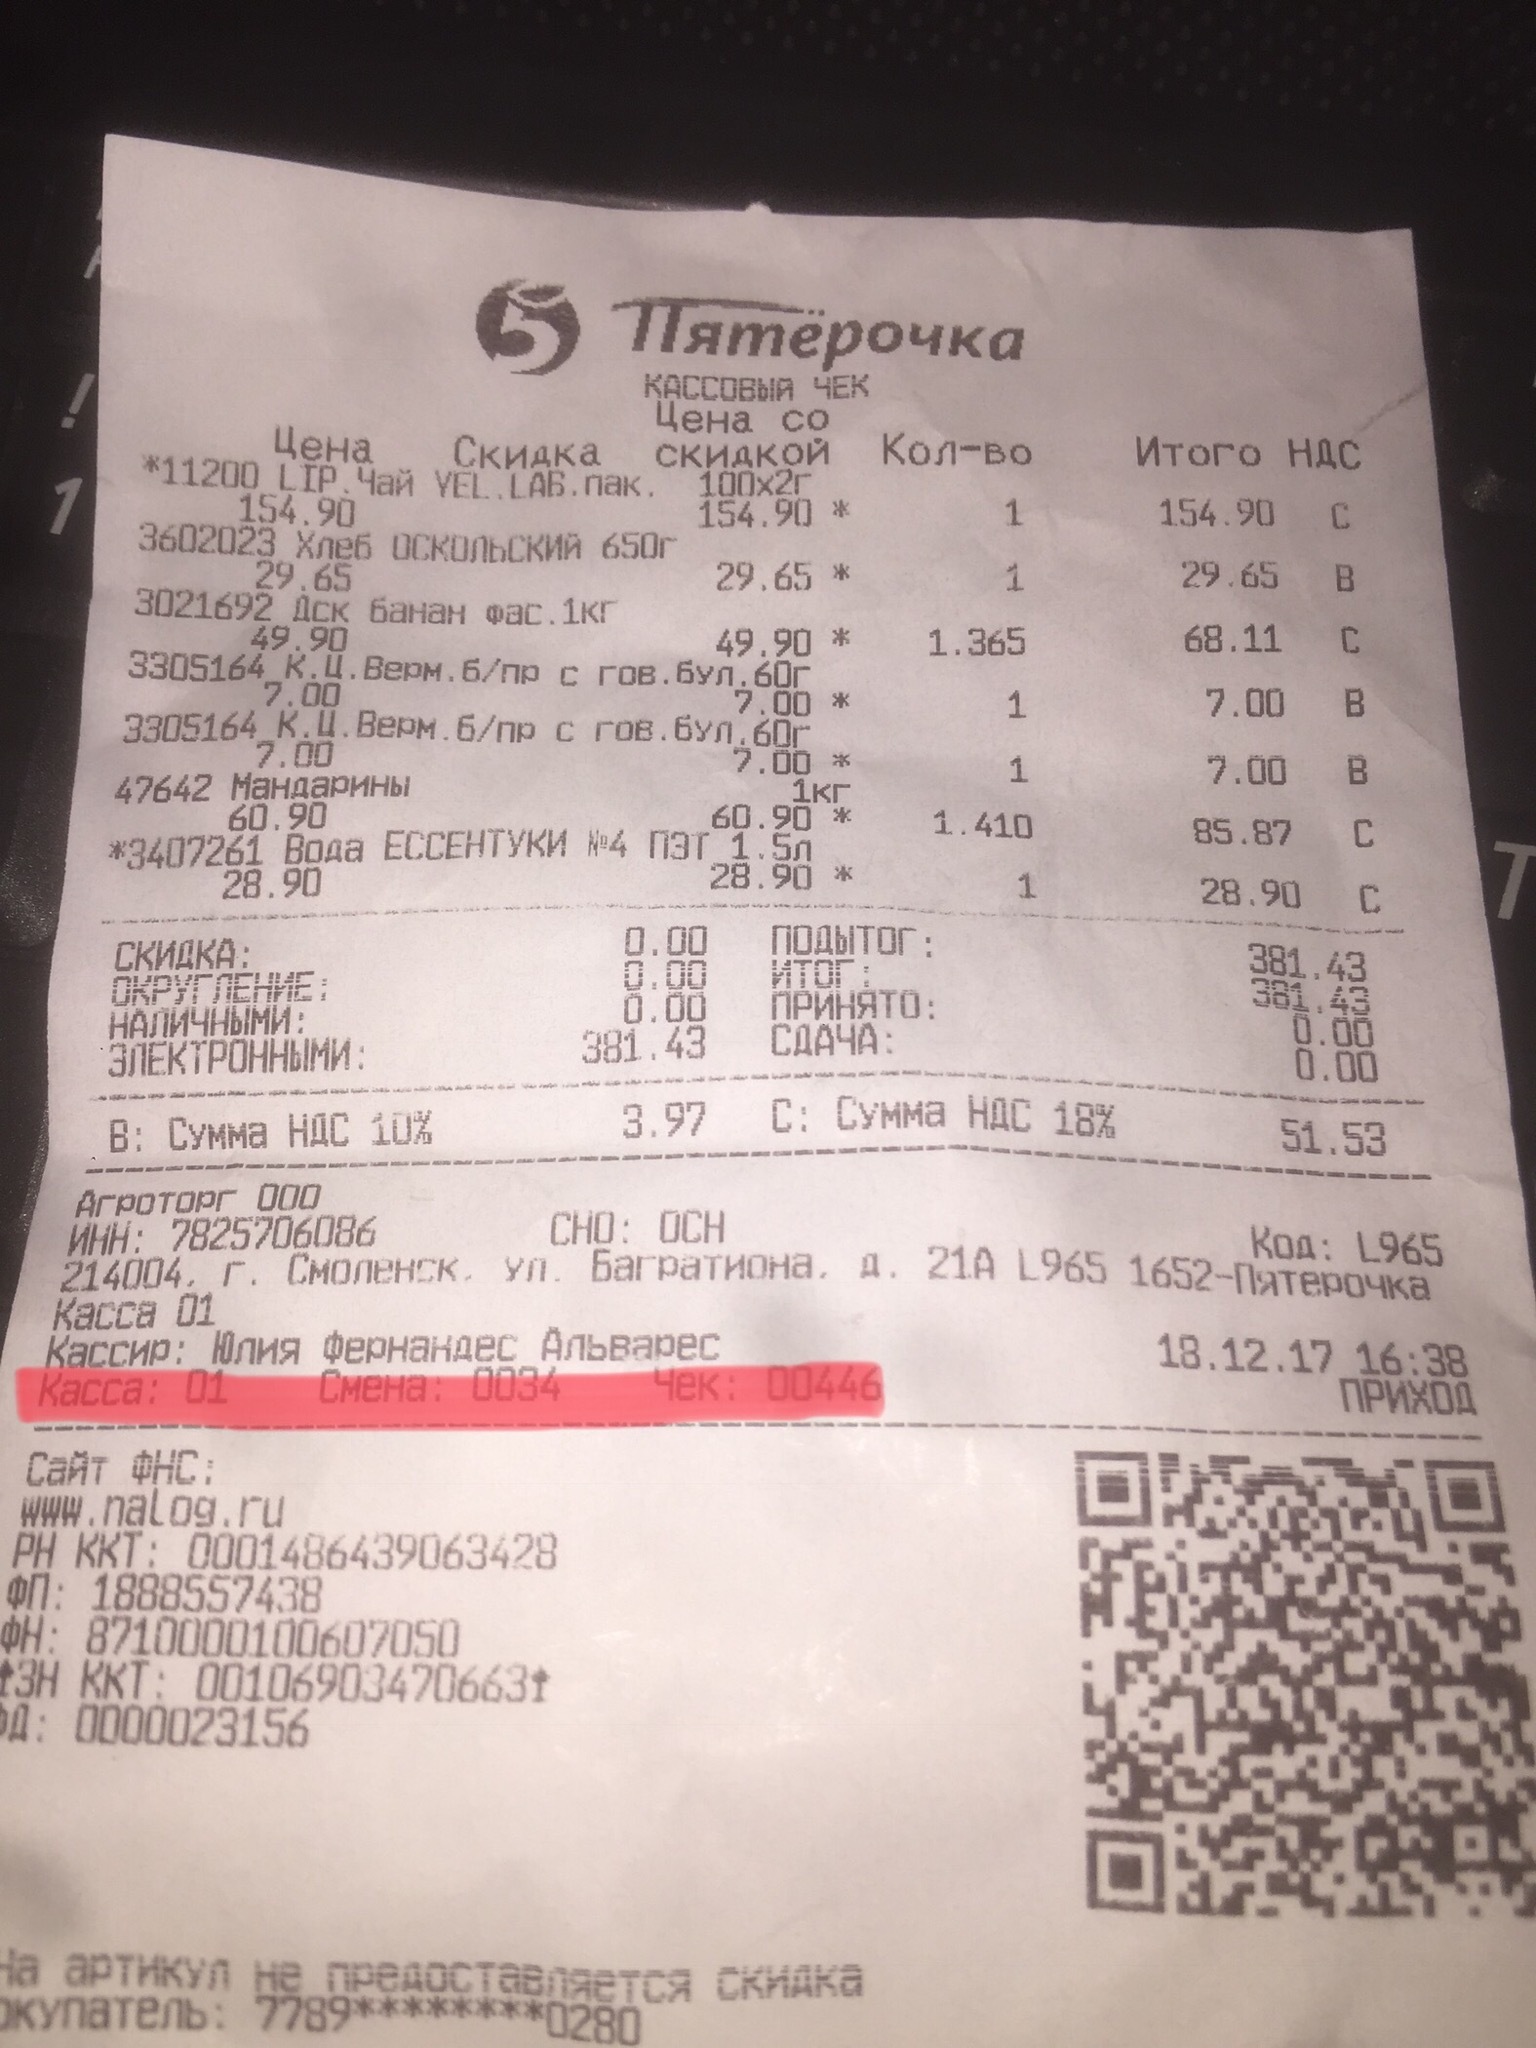 5 Пятёрочка
КАССОВЫЙ ЧЕК
Цена Скидка Цена со скидкой Кол-во Итого НДС
*11200 LIP.Чай YEL.LAB.пак. 100х2г
154.90 154.90 * 1 154.90 С
3602023 Хлеб ОСКОЛЬСКИЙ 650г
29.65 29.65 * 1 29.65 В
3021692 Дск банан фас.1кг
49.90 49.90 * 1.365 68.11 С
3305164 К.Ц.Верм.б/пр с гов.бул.60г
7.00 7.00 * 1 7.00 В
3305164 К.Ц.Верм.б/пр с гов.бул.60г
7.00 7.00 * 1 7.00 В
47642 Мандарины 1кг
60.90 60.90 * 1.410 85.87 С
*3407261 Вода ЕССЕНТУКИ №4 ПЭТ 1.5л
28.90 28.90 * 1 28.90 С
СКИДКА: 0.00 ПОДЫТОГ: 381.43
ОКРУГЛЕНИЕ: 0.00 ИТОГ: 381.43
НАЛИЧНЫМИ: 0.00 ПРИНЯТО: 0.00
ЭЛЕКТРОННЫМИ: 381.43 СДАЧА: 0.00
В: Сумма НДС 10% 3.97 С: Сумма НДС 18% 51.53
Агроторг ООО
ИНН: 7825706086 СНО: ОСН Код: L965
214004, г. Смоленск, ул. Багратиона, д. 21А L965 1652-Пятерочка
Касса 01
Кассир: Юлия Фернандес Альварес 18.12.17 16:38
Касса: 01 Смена: 0034 Чек: 00446 ПРИХОД
Сайт ФНС:
www.nalog.ru
РН ККТ: 0001486439063428
ФП: 1888557438
ФН: 8710000100607050
ЗН ККТ: 00106903470663
ФД: 0000023156
На артикул не предоставляется скидка
окупатель: 7789********0280